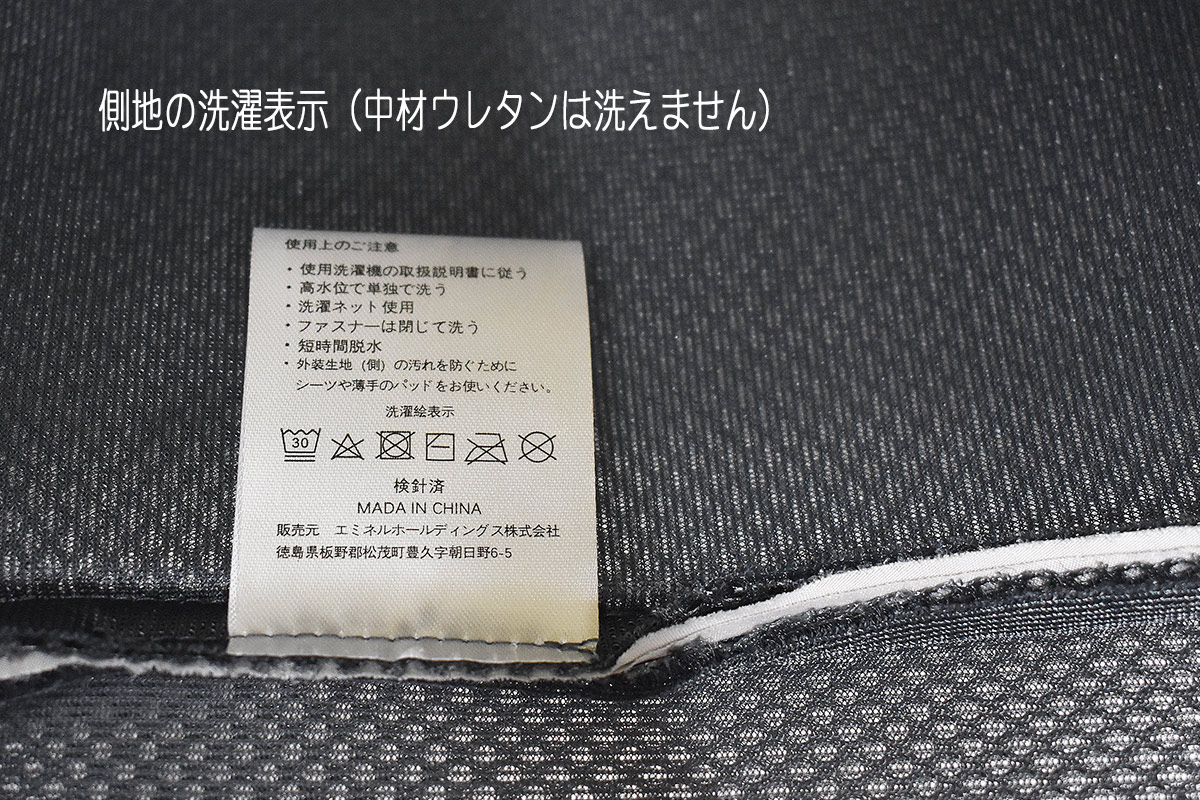 側地の洗濯表示（中材ウレタンは洗えません）
使用上のご注意
・使用洗濯機の取扱説明書に従う
・高水位で単独で洗う
・洗濯ネット使用
・ファスナーは閉じて洗う
・短時間脱水
・外装生地（側）の汚れを防ぐために
シーツや薄手のパッドをお使いください。
洗濯絵表示
30
検針済
MADA IN CHINA
販売元　エミネルホールディングス株式会社
徳島県板野郡松茂町豊久字朝日野6-5